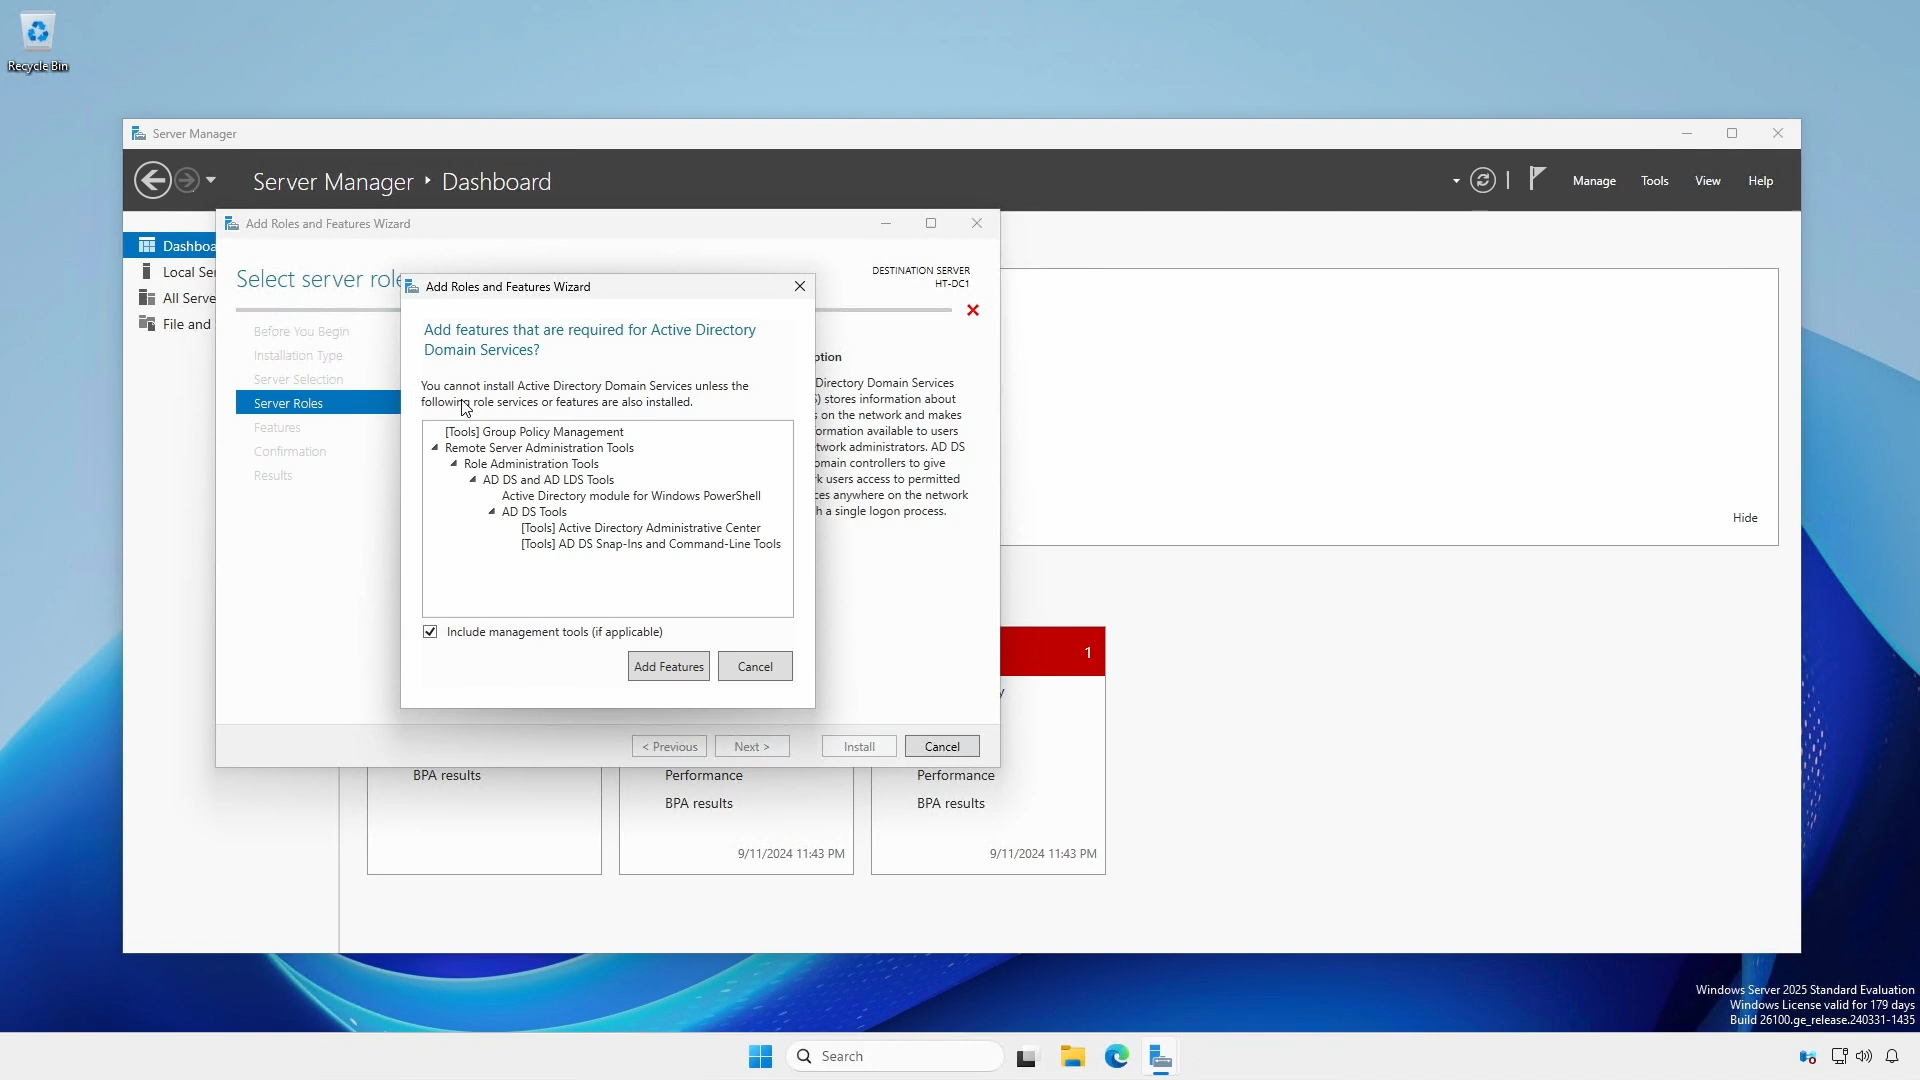 Recycle Bin
Server Manager
Server Manager
Dashboard
Manage
Tools
View
Help
Add Roles and Features Wizard
Select server role
DESTINATION SERVER
HT-DC1
Before You Begin
Installation Type
Server Selection
Server Roles
Features
Confirmation
Results
Dashboa
Local Ser
All Serve
File and
Add Roles and Features Wizard
Add features that are required for Active Directory
Domain Services?
You cannot install Active Directory Domain Services unless the
following role services or features are also installed.
[Tools] Group Policy Management
Remote Server Administration Tools
Role Administration Tools
AD DS and AD LDS Tools
Active Directory module for Windows PowerShell
AD DS Tools
[Tools] Active Directory Administrative Center
[Tools] AD DS Snap-Ins and Command-Line Tools
Include management tools (if applicable)
Add Features
Cancel
ption
Directory Domain Services
) stores information about
on the network and makes
ormation available to users
twork administrators. AD DS
omain controllers to give
k users access to permitted
ces anywhere on the network
h a single logon process.
Hide
< Previous
Next >
Install
Cancel
1
y
BPA results
Performance
BPA results
9/11/2024 11:43 PM
Performance
BPA results
9/11/2024 11:43 PM
Windows Server 2025 Standard Evaluation
Windows License valid for 179 days
Build 26100.ge_release.240331-1435
Search